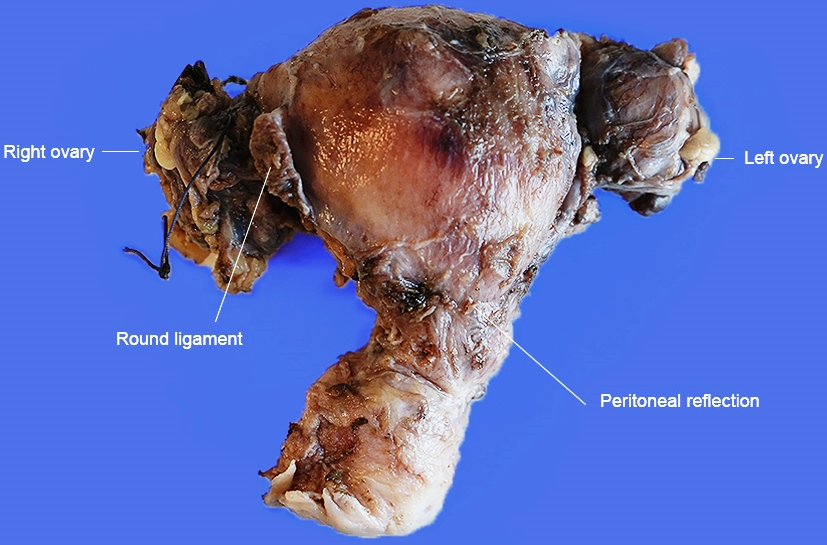 Right ovary
Left ovary
Round ligament
Peritoneal reflection